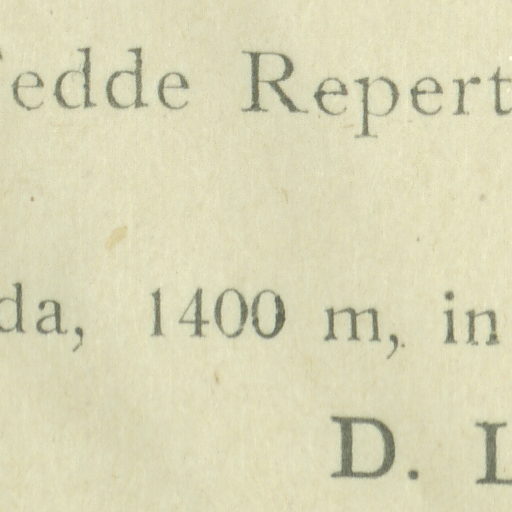 edde Repert
da, 1400 m, in
D.